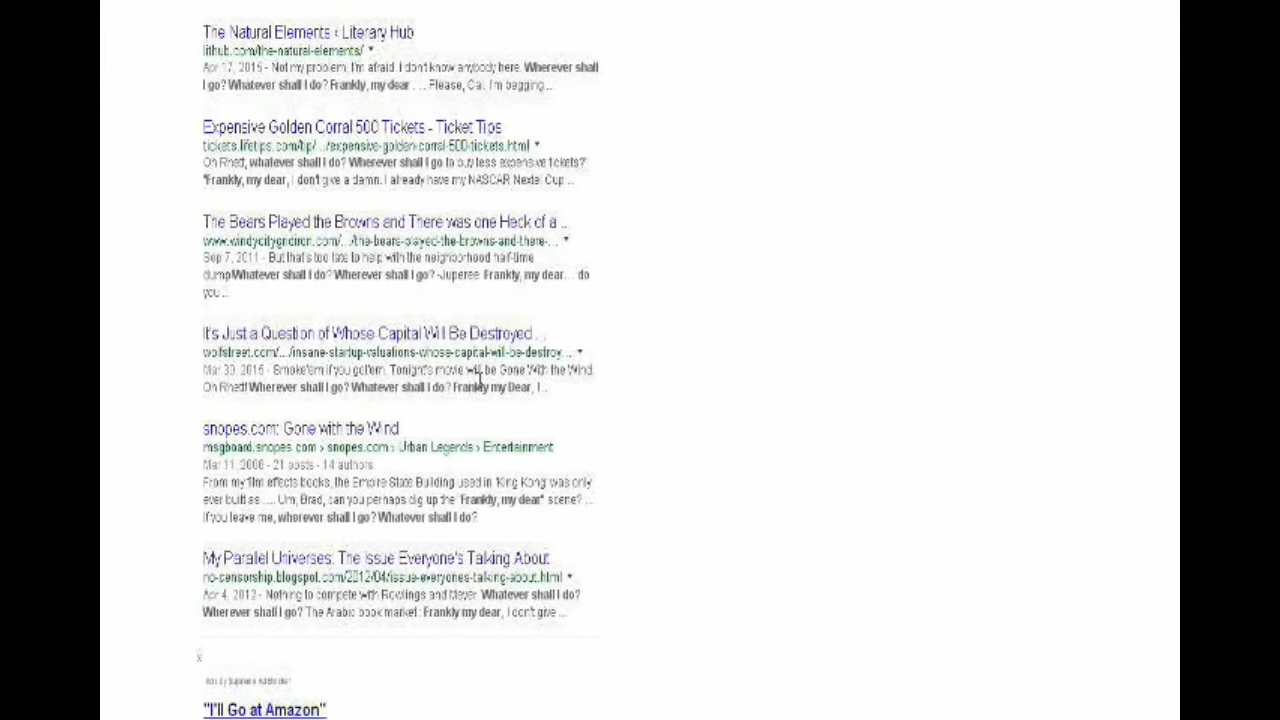 The Natural Elements ‹ Literary Hub
lithub.com/the-natural-elements/ ▼
Apr 17, 2015 - Not my problem, I'm afraid. I don't know anybody here. Wherever shall
I go? Whatever shall I do? Frankly, my dear ... . Please, Cal. I'm begging ...
Expensive Golden Corral 500 Tickets - Ticket Tips
tickets.lifetips.com/tip/.../expensive-golden-corral-500-tickets.html ▼
Oh Rhett, whatever shall I do? Wherever shall I go to buy less expensive tickets?
"Frankly, my dear, I don't give a damn. I already have my NASCAR Nextel Cup ...
The Bears Played the Browns and There was one Heck of a ...
www.windycitygridiron.com/.../the-bears-played-the-browns-and-there-... ▼
Sep 7, 2011 - But that's too late to help with the neighborhood half-time
dump!Whatever shall I do? Wherever shall I go? -Juperee. Frankly, my dear... do
you ...
It's Just a Question of Whose Capital Will Be Destroyed ...
wolfstreet.com/.../insane-startup-valuations-whose-capital-will-be-destroy... ▼
Mar 30, 2015 - Smoke'em if you got'em. Tonight's movie will be Gone With the Wind.
Oh Rhett! Wherever shall I go? Whatever shall I do? Frankly my Dear, I ...
snopes.com: Gone with the Wind
msgboard.snopes.com › snopes.com › Urban Legends › Entertainment
Mar 11, 2006 - 21 posts - 14 authors
From my film effects books, the Empire State Building used in 'King Kong' was only
ever built as ..... Um, Brad, can you perhaps dig up the "Frankly, my dear" scene? ...
If you leave me, wherever shall I go? Whatever shall I do?
My Parallel Universes: The Issue Everyone's Talking About
no-censorship.blogspot.com/2012/04/issue-everyones-talking-about.html ▼
Apr 4, 2012 - Nothing to compete with Rowlings and Meyer. Whatever shall I do?
Wherever shall I go? The Arabic book market: Frankly my dear, I don't give ...
x
"I'll Go at Amazon"